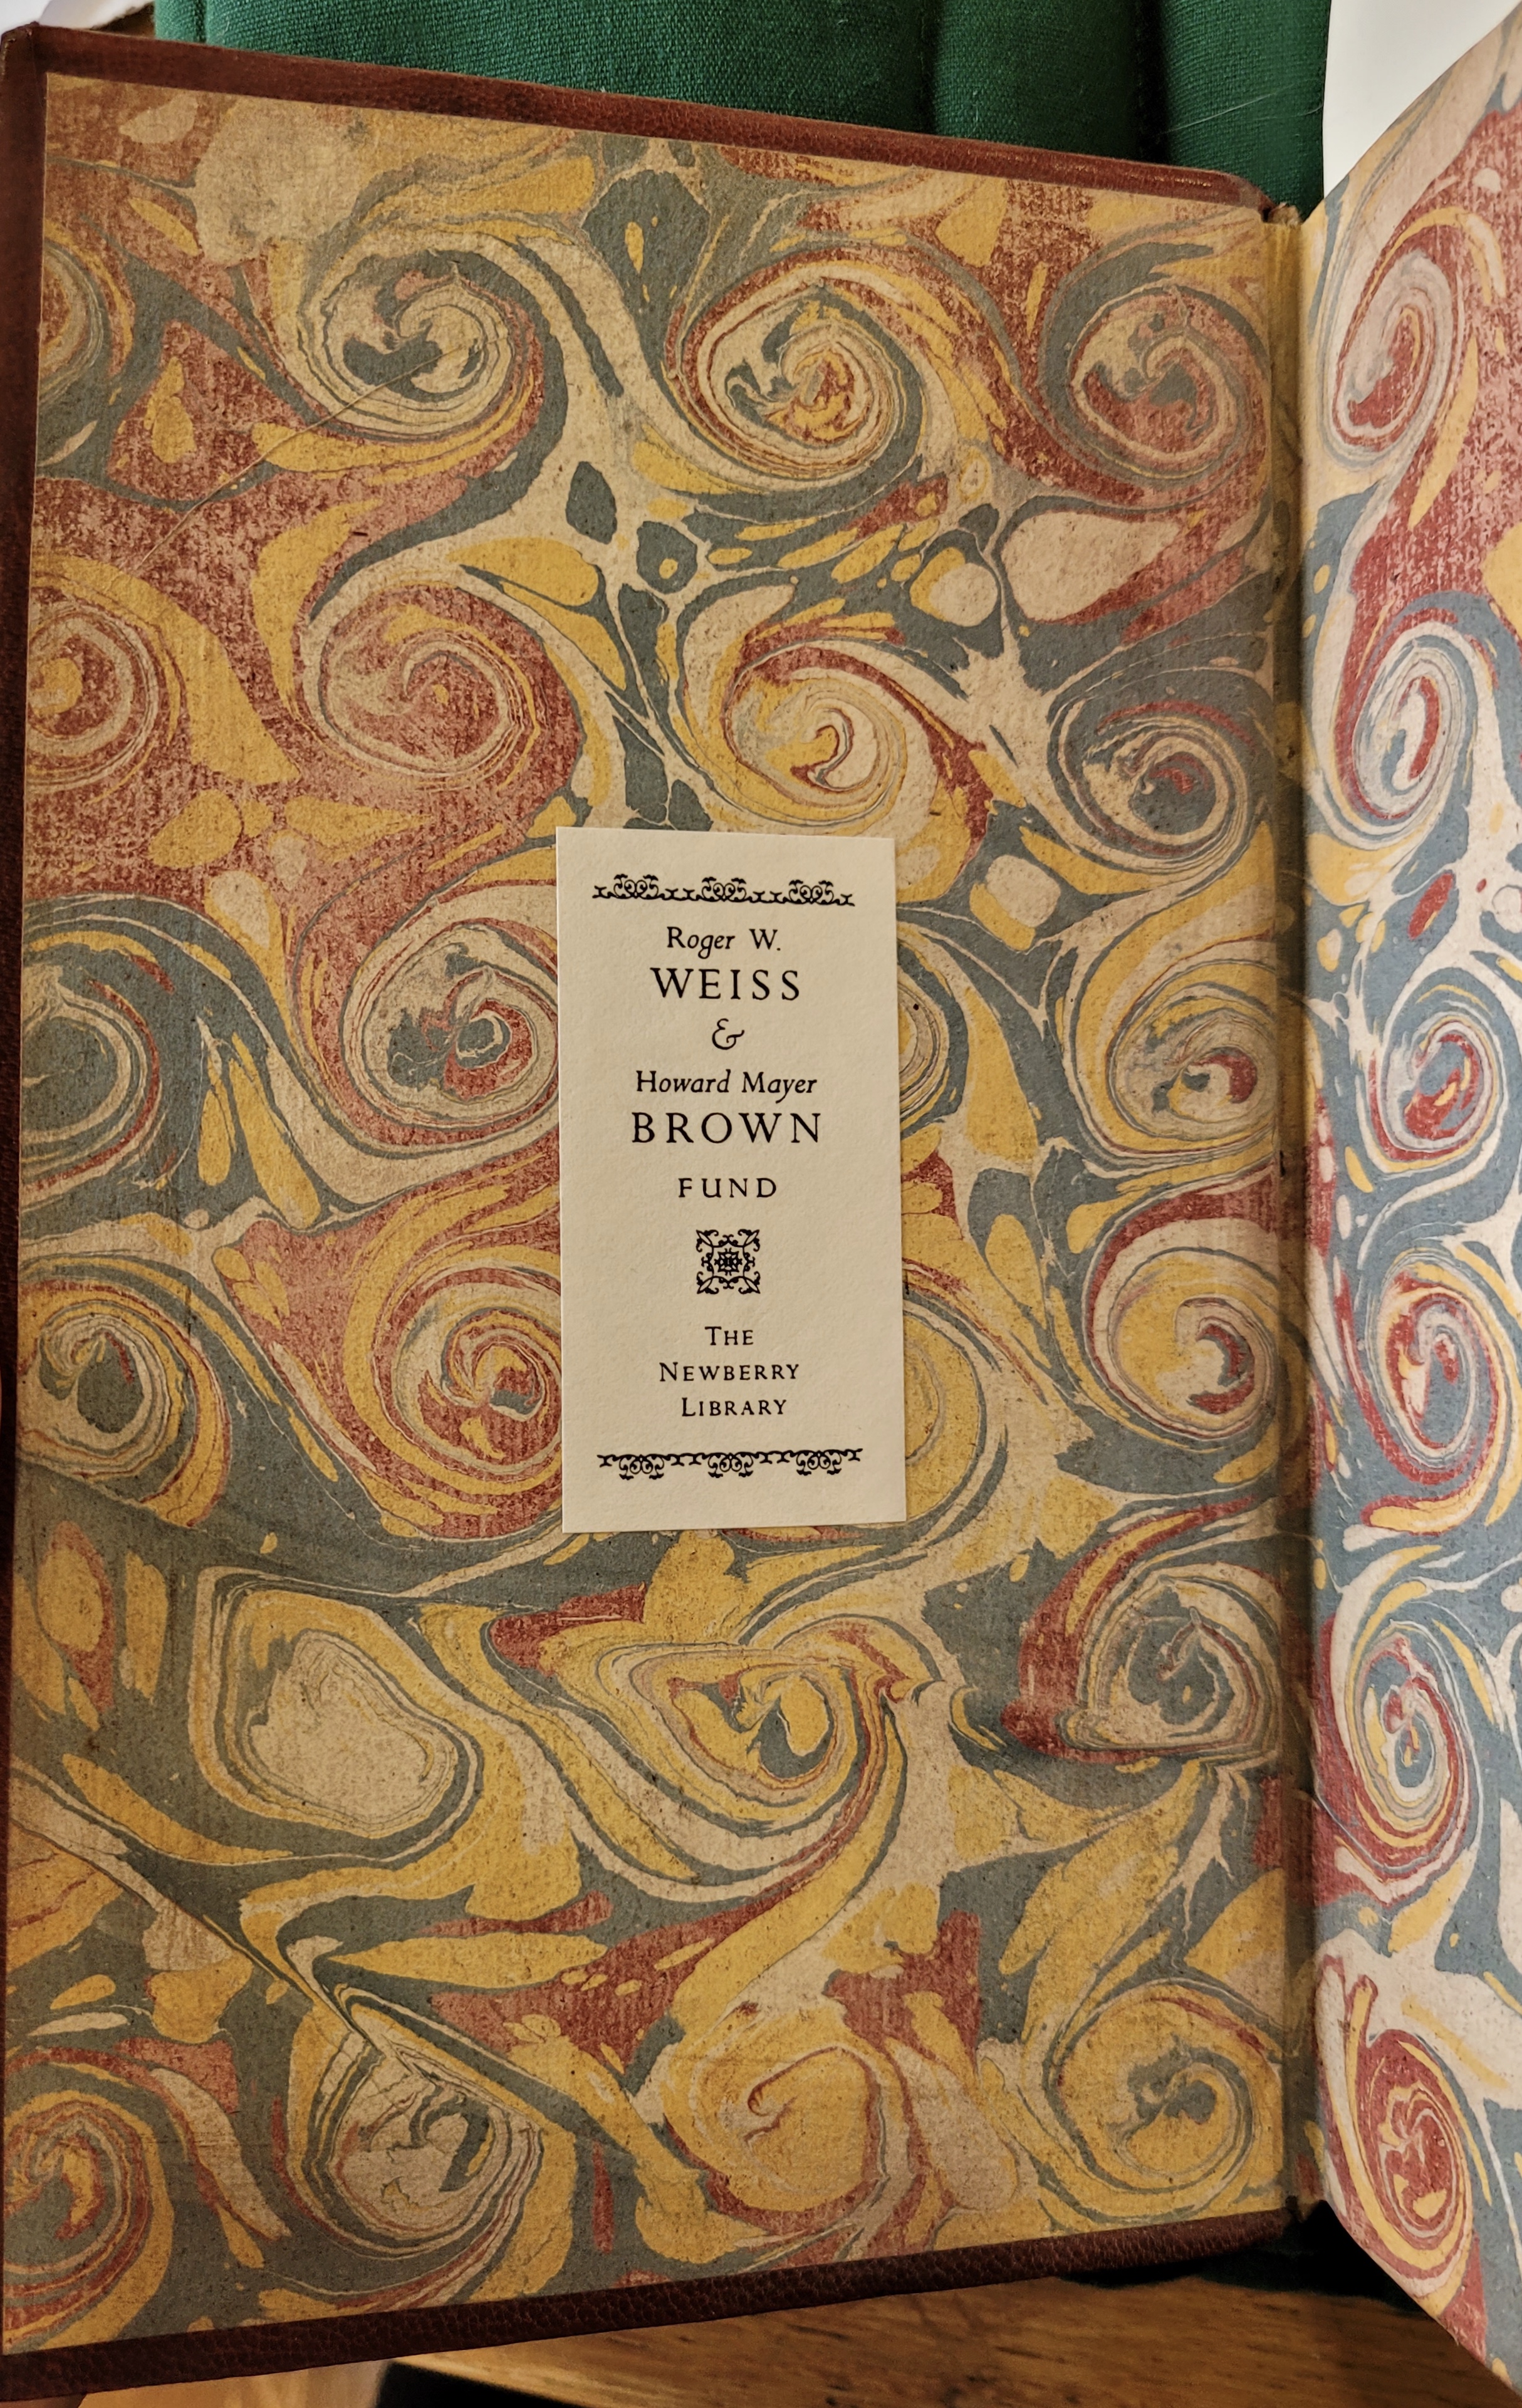 Roger W.
WEISS
&
Howard Mayer
BROWN
FUND
THE
NEWBERRY
LIBRARY